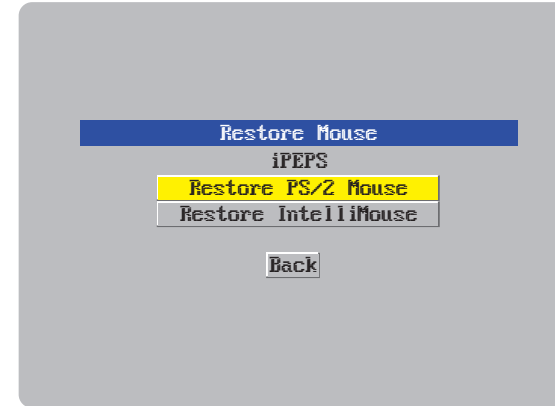 Restore Mouse
iPEPS
Restore PS/2 Mouse
Restore IntelliMouse
Back